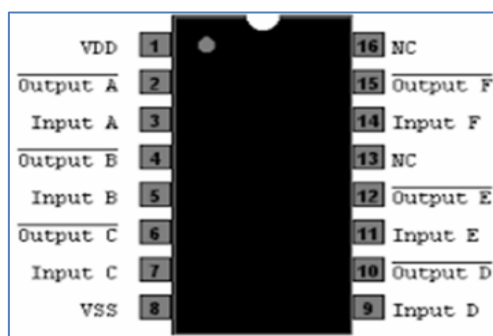 VDD 1 16 NC
Output A 2 15 Output F
Input A 3 14 Input F
Output B 4 13 NC
Input B 5 12 Output E
Output C 6 11 Input E
Input C 7 10 Output D
VSS 8 9 Input D